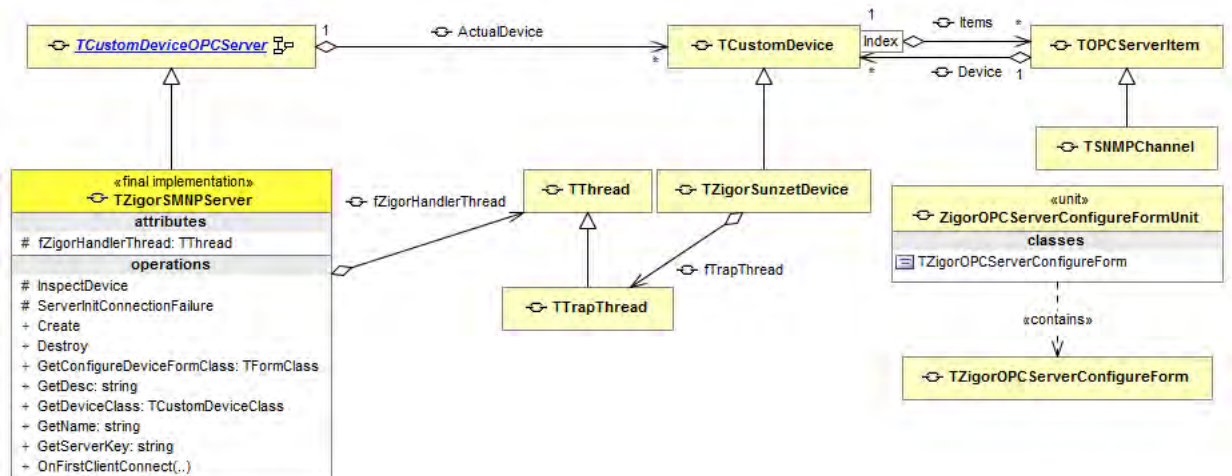 1
ActualDevice
1
Items
*
TCustomDeviceOPCServer
*
TCustomDevice
Index
TOPCServerItem
*
Device
1
TSNMPChannel
«final implementation»
TZigorSMNPServer
attributes
# fZigorHandlerThread: TThread
operations
# InspectDevice
# ServerInitConnectionFailure
+ Create
+ Destroy
+ GetConfigureDeviceFormClass: TFormClass
+ GetDesc: string
+ GetDeviceClass: TCustomDeviceClass
+ GetName: string
+ GetServerKey: string
+ OnFirstClientConnect(..)
fZigorHandlerThread
TThread
TZigorSunzetDevice
fTrapThread
TTrapThread
«unit»
ZigorOPCServerConfigureFormUnit
classes
TZigorOPCServerConfigureForm
«contains»
TZigorOPCServerConfigureForm